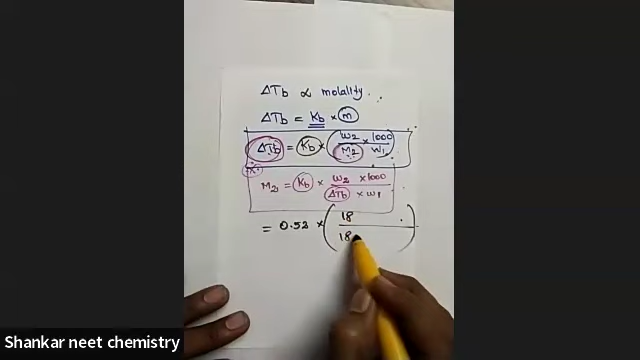 ΔTb ∝ molality.
ΔTb = Kb × m
ΔTb = Kb × (W2/M2 × 1000/W1)
M2 = Kb × W2 × 1000 / ΔTb × W1
= 0.52 × (18 / 18
Shankar neet chemistry